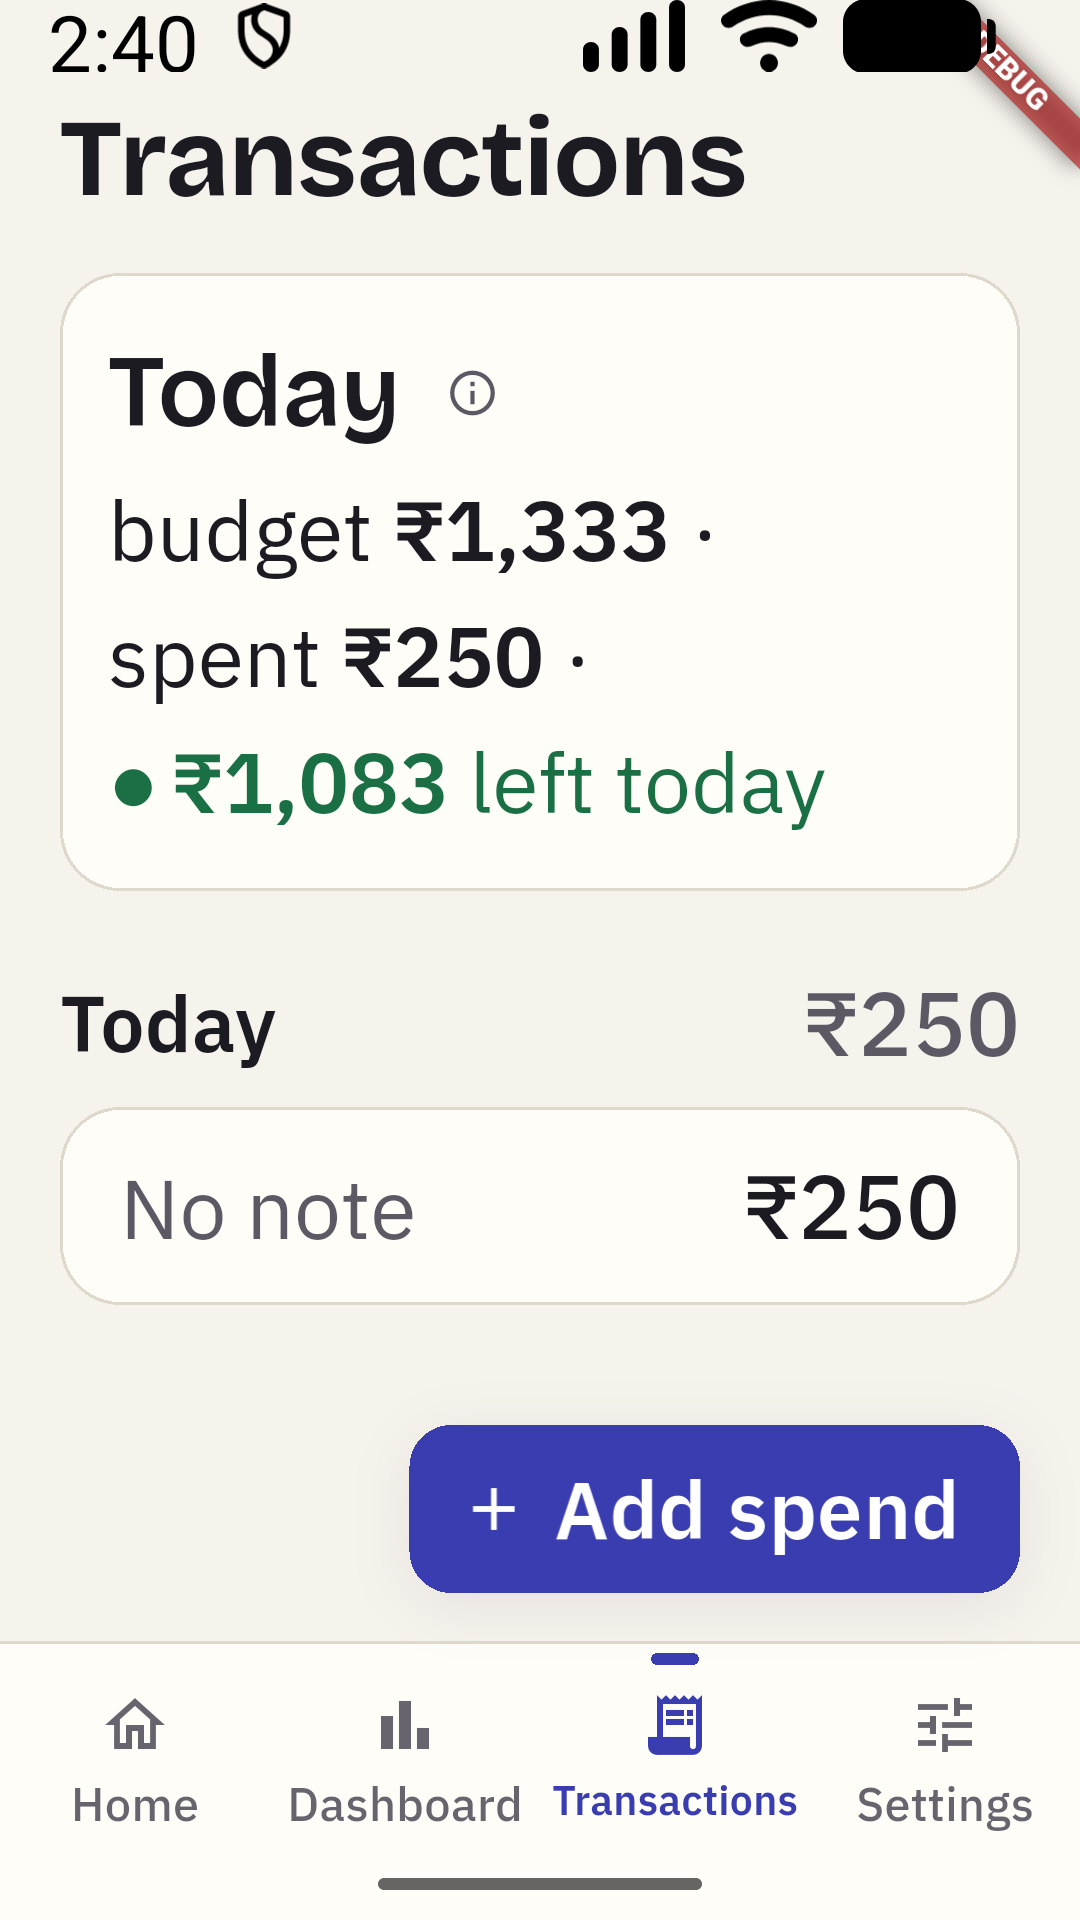 2:40
DEBUG
Transactions
Today
budget ₹1,333 ·
spent ₹250 ·
● ₹1,083 left today
Today ₹250
No note ₹250
+ Add spend
Home Dashboard Transactions Settings